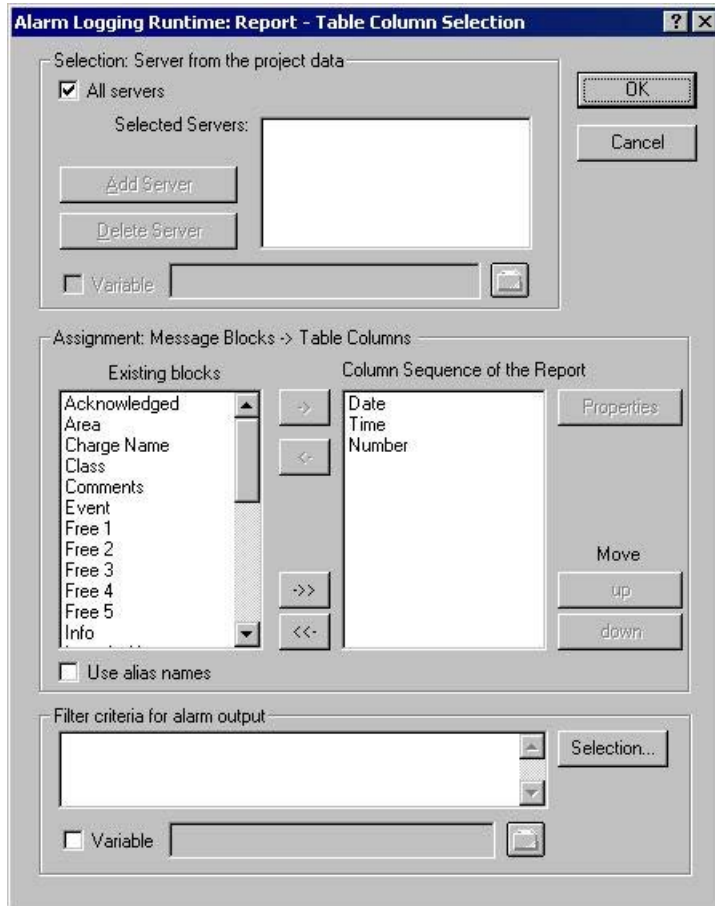 Alarm Logging Runtime: Report - Table Column Selection
Selection: Server from the project data
All servers
OK
Selected Servers:
Cancel
Add Server
Delete Server
Variable
Assignment: Message Blocks -> Table Columns
Existing blocks
Column Sequence of the Report
Acknowledged
Area
Charge Name
Class
Comments
Event
Free 1
Free 2
Free 3
Free 4
Free 5
Info
->
<-
->>
<<-
Date
Time
Number
Properties
Move
up
down
Use alias names
Filter criteria for alarm output
Selection...
Variable